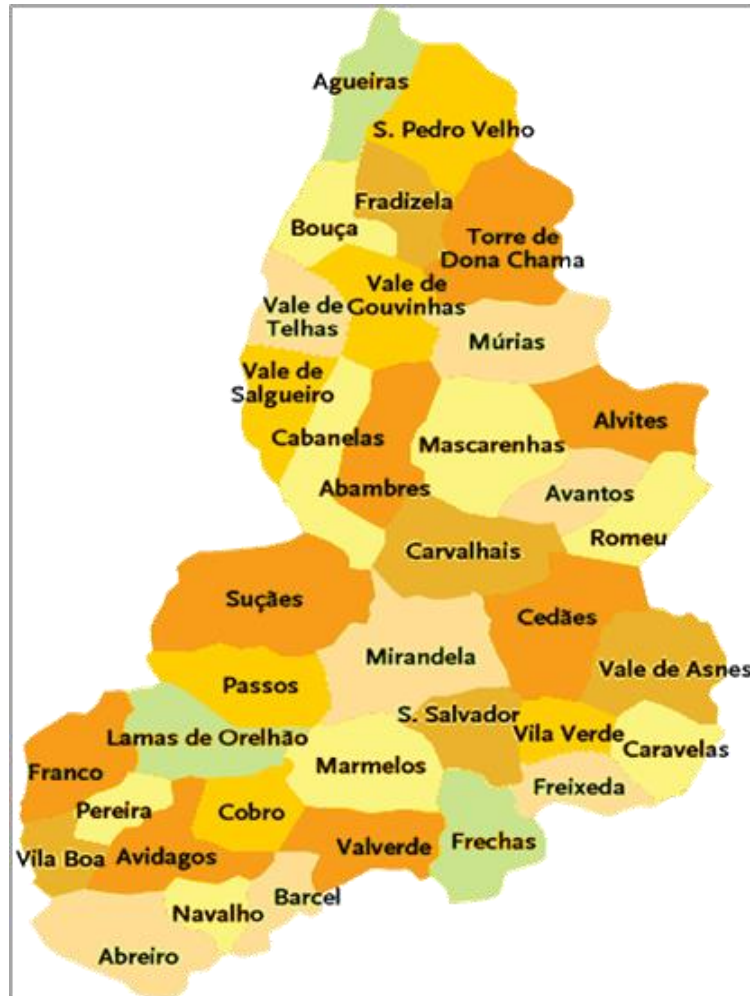 Agueiras
S. Pedro Velho
Fradizela
Bouça
Torre de
Dona Chama
Vale de
Gouvinhas
Vale de
Telhas
Múrias
Vale de
Salgueiro
Cabanelas
Abambres
Mascarenhas
Alvites
Avantos
Romeu
Carvalhais
Suçães
Cedães
Mirandela
Vale de Asnes
Passos
S. Salvador
Vila Verde
Caravelas
Lamas de Orelhão
Franco
Marmelos
Freixeda
Pereira
Cobro
Vila Boa
Avidagos
Valverde
Frechas
Barcel
Navalho
Abreiro